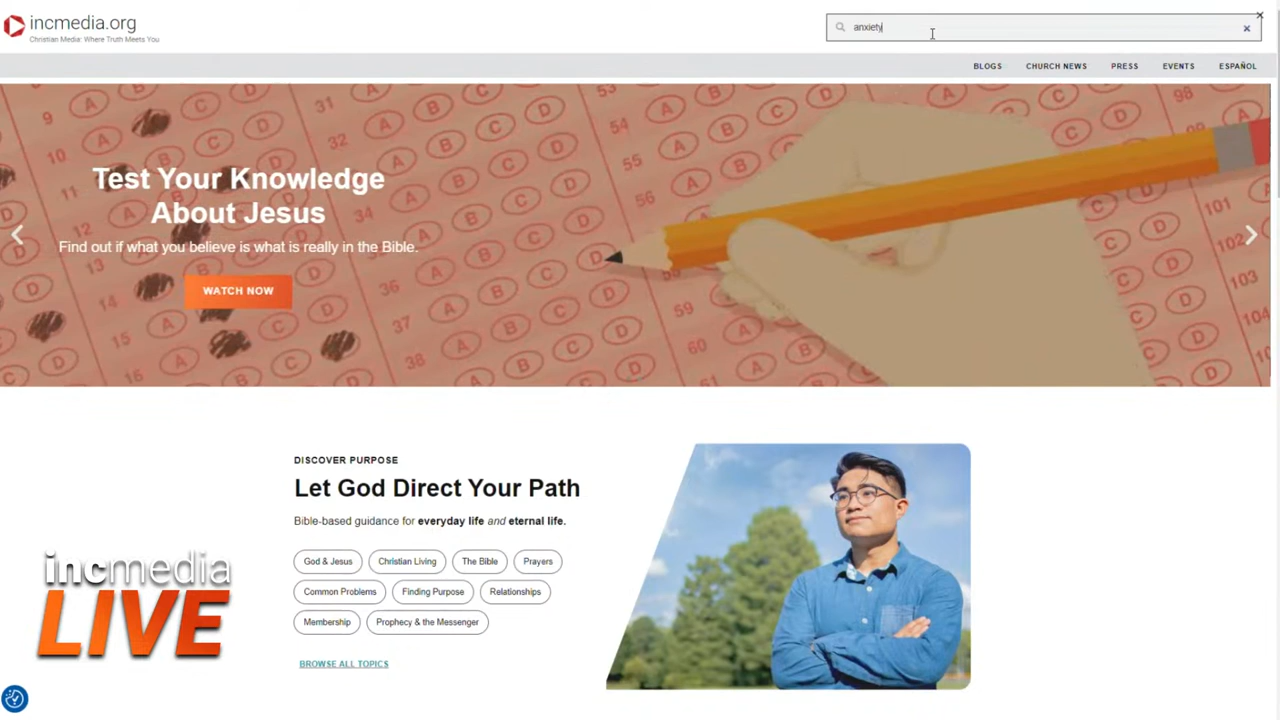 incmedia.org
Christian Media: Where Truth Meets You
anxiety
BLOGS CHURCH NEWS PRESS EVENTS ESPAÑOL
Test Your Knowledge
About Jesus
Find out if what you believe is what is really in the Bible.
WATCH NOW
DISCOVER PURPOSE
Let God Direct Your Path
Bible-based guidance for everyday life and eternal life.
God & Jesus Christian Living The Bible Prayers
Common Problems Finding Purpose Relationships
Membership Prophecy & the Messenger
BROWSE ALL TOPICS
incmedia
LIVE